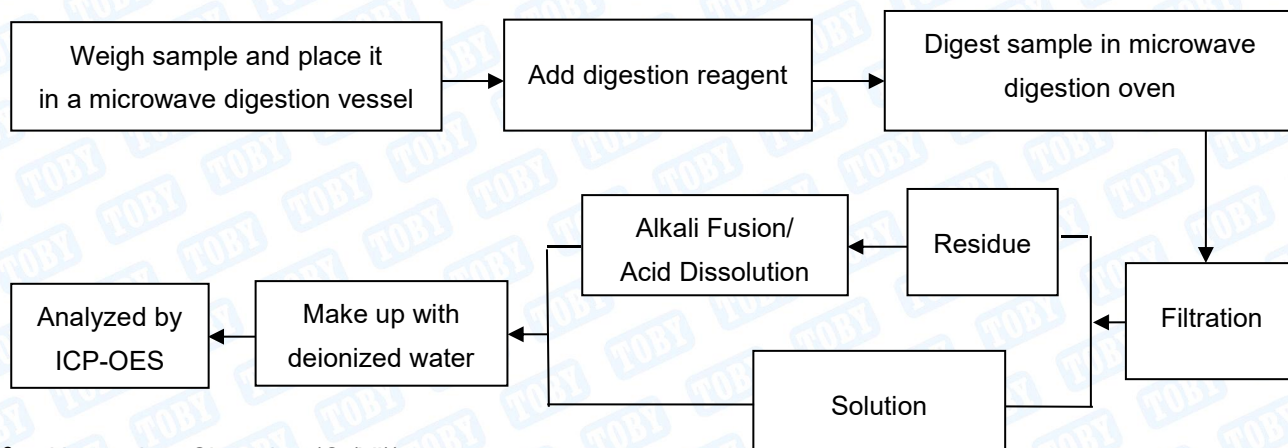 Weigh sample and place it
in a microwave digestion vessel
Add digestion reagent
Digest sample in microwave
digestion oven
Alkali Fusion/
Acid Dissolution
Residue
Filtration
Analyzed by
ICP-OES
Make up with
deionized water
Solution
TOBY